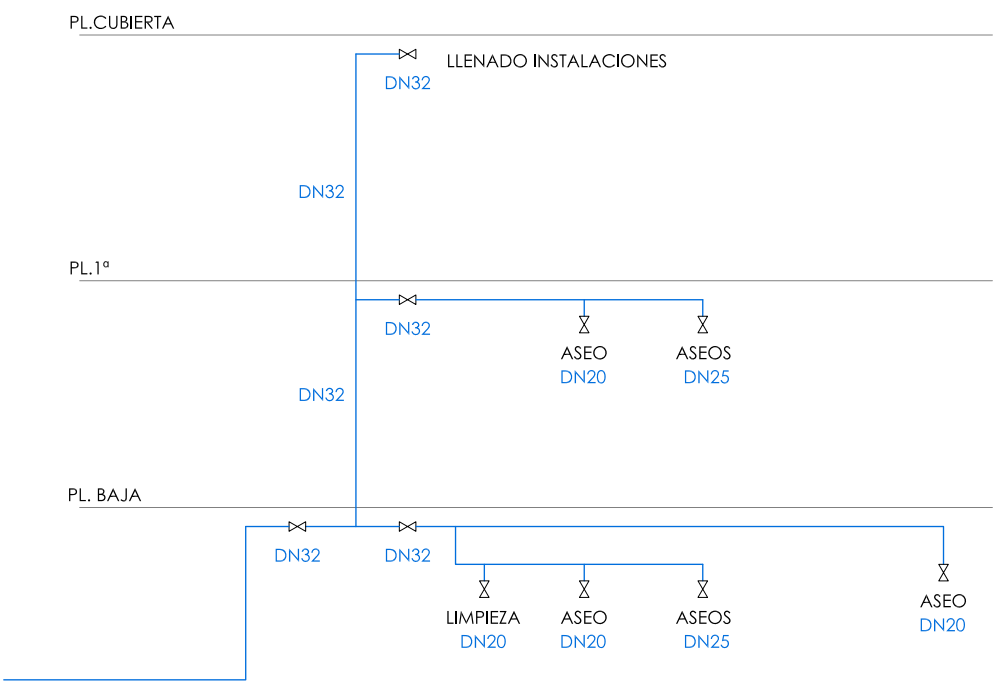 PL.CUBIERTA
LLENADO INSTALACIONES
DN32
DN32
PL.1ª
DN32
ASEO
DN20
ASEOS
DN25
DN32
PL. BAJA
DN32
DN32
LIMPIEZA
DN20
ASEO
DN20
ASEOS
DN25
ASEO
DN20